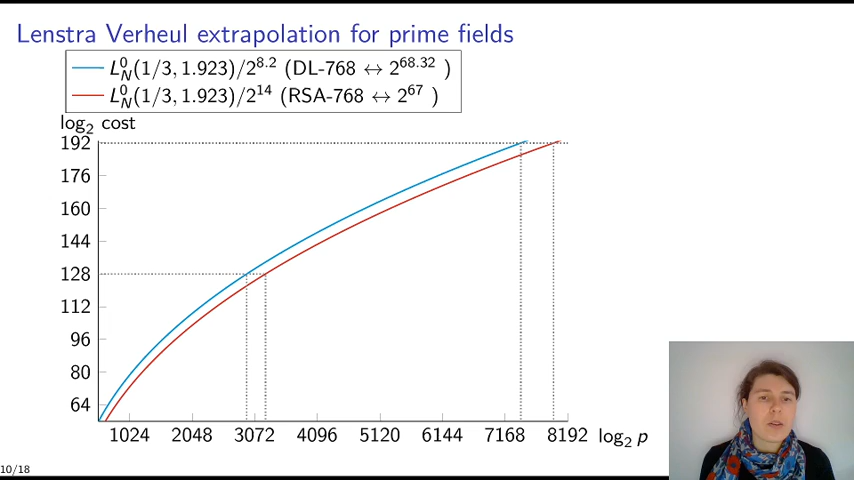 Lenstra Verheul extrapolation for prime fields
L⁰_N(1/3, 1.923)/2^8.2 (DL-768 ↔ 2^68.32 )
L⁰_N(1/3, 1.923)/2^14 (RSA-768 ↔ 2^67 )
log₂ cost
192
176
160
144
128
112
96
80
64
1024 2048 3072 4096 5120 6144 7168 8192 log₂ p
10/18